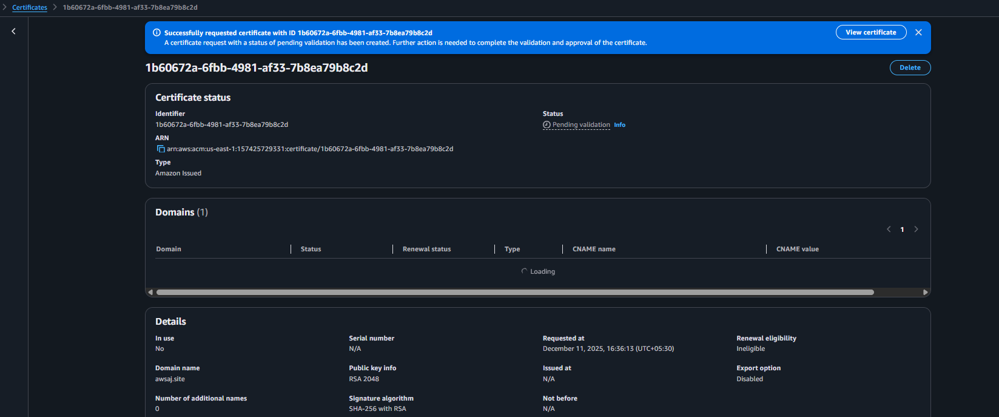 Certificates > 1b60672a-6fbb-4981-af33-7b8ea79b8c2d
Successfully requested certificate with ID 1b60672a-6fbb-4981-af33-7b8ea79b8c2d
A certificate request with a status of pending validation has been created. Further action is needed to complete the validation and approval of the certificate.
View certificate
1b60672a-6fbb-4981-af33-7b8ea79b8c2d
Delete
Certificate status
Identifier
1b60672a-6fbb-4981-af33-7b8ea79b8c2d
Status
Pending validation Info
ARN
arn:aws:acm:us-east-1:157425729331:certificate/1b60672a-6fbb-4981-af33-7b8ea79b8c2d
Type
Amazon Issued
Domains (1)
1
Domain Status Renewal status Type CNAME name CNAME value
Loading
Details
In use Serial number Requested at Renewal eligibility
No N/A December 11, 2025, 16:36:13 (UTC+05:30) Ineligible
Domain name Public key info Issued at Export option
awsaj.site RSA 2048 N/A Disabled
Number of additional names Signature algorithm Not before
0 SHA-256 with RSA N/A